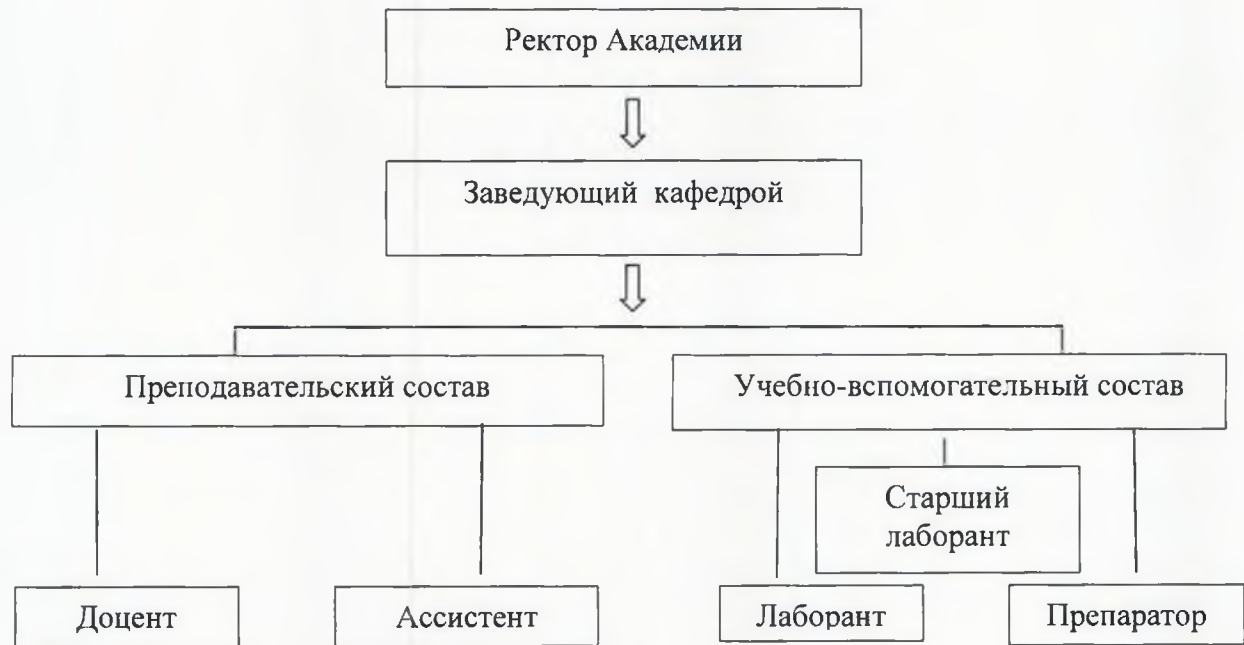 Ректор Академии
Заведующий кафедрой
Преподавательский состав
Учебно-вспомогательный состав
Старший
лаборант
Доцент
Ассистент
Лаборант
Препаратор